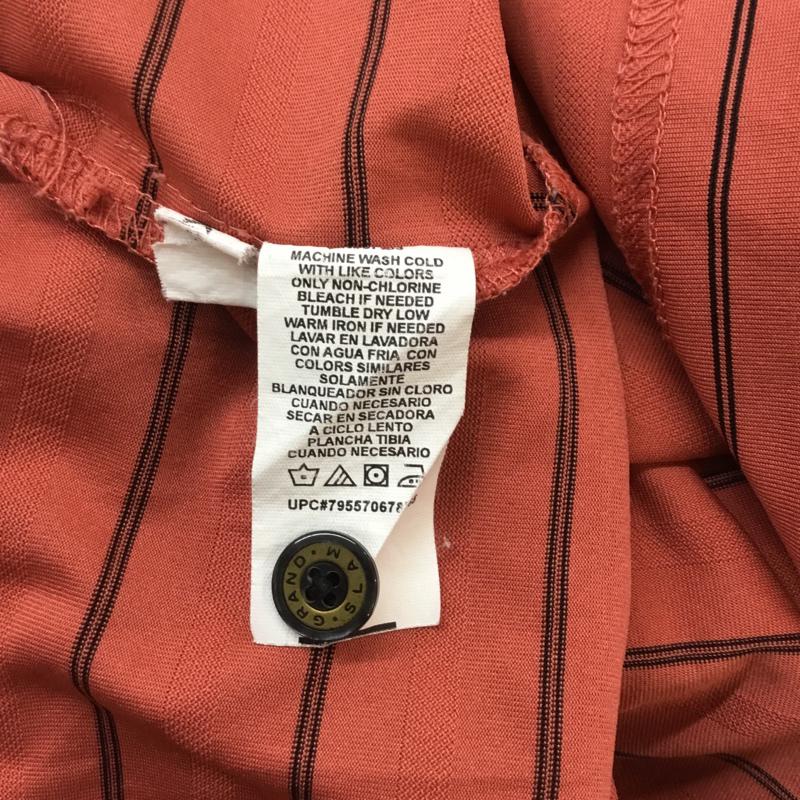 MACHINE WASH COLD
WITH LIKE COLORS
ONLY NON-CHLORINE
BLEACH IF NEEDED
TUMBLE DRY LOW
WARM IRON IF NEEDED
LAVAR EN LAVADORA
CON AGUA FRIA CON
COLORS SIMILARES
SOLAMENTE
BLANQUEADOR SIN CLORO
CUANDO NECESARIO
SECAR EN SECADORA
A CICLO LENTO
PLANCHA TIBIA
CUANDO NECESARIO
UPC#79557067
GRAND • SLAM •